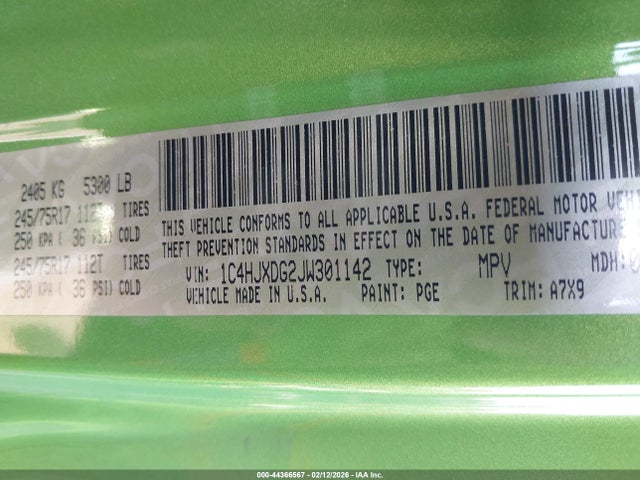 2405 KG 5300 LB
245/75R17 112T TIRES
250 KPA ( 36 PSI) COLD
245/75R17 112T TIRES
250 KPA ( 36 PSI) COLD
THIS VEHICLE CONFORMS TO ALL APPLICABLE U.S.A. FEDERAL MOTOR VEH
THEFT PREVENTION STANDARDS IN EFFECT ON THE DATE OF MANUFACTURE
VIN: 1C4HJXDG2JW301142 TYPE: MPV MDH:0
VEHICLE MADE IN U.S.A. PAINT: PGE TRIM: A7X9
000-44366567 - 02/12/2026 - IAA Inc.